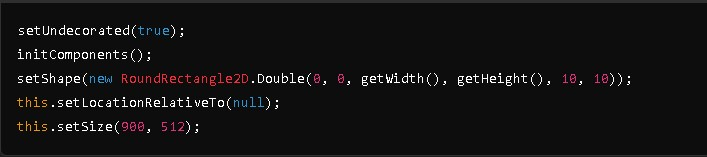 setUndecorated(true);
initComponents();
setShape(new RoundRectangle2D.Double(0, 0, getWidth(), getHeight(), 10, 10));
this.setLocationRelativeTo(null);
this.setSize(900, 512);